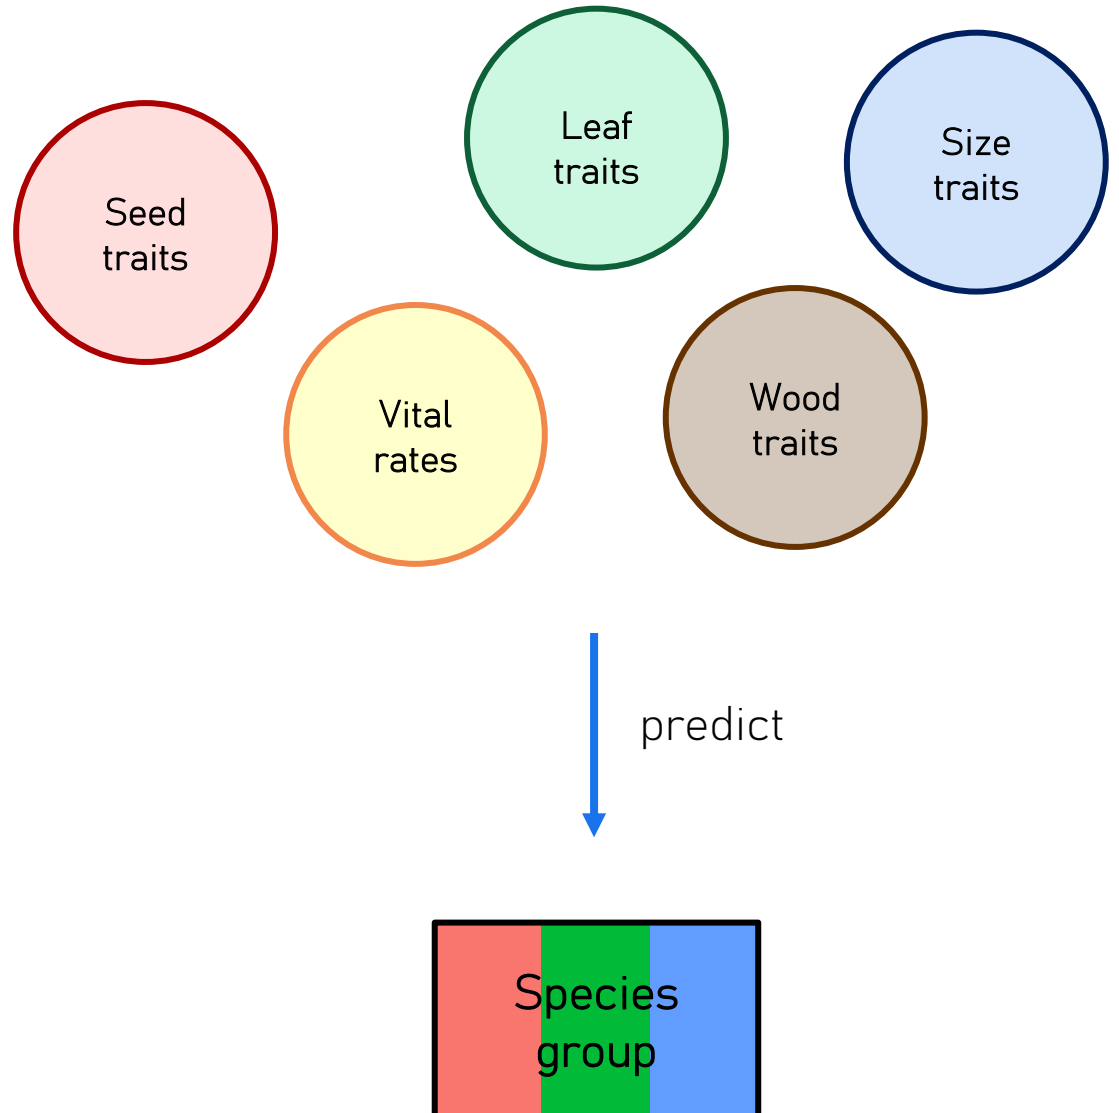 Leaf
traits
Size
traits
Seed
traits
Vital
rates
Wood
traits
predict
Species
group